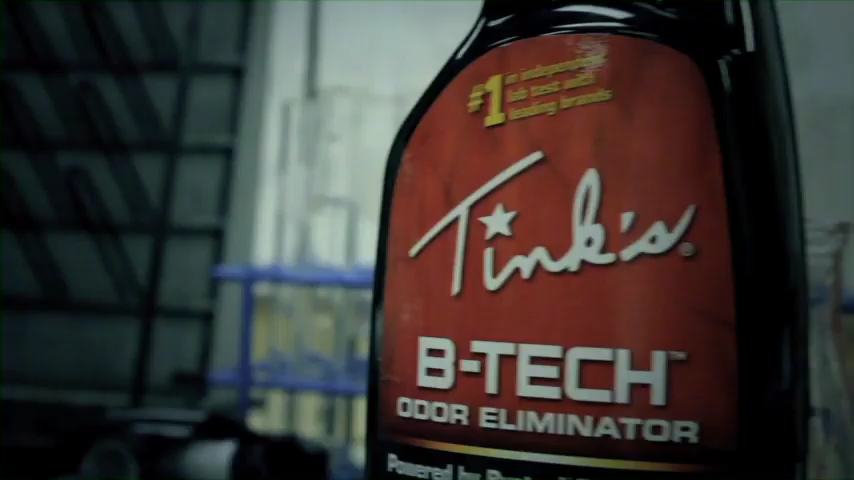 #1 in independent
lab test with
leading brands
Tink's®
B-TECH™
ODOR ELIMINATOR
Powered by